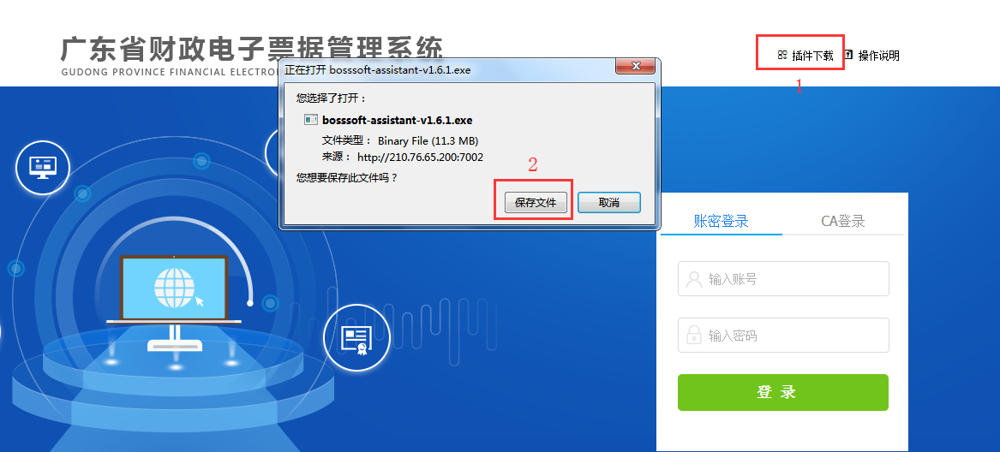 广东省财政电子票据管理系统
GUDONG PROVINCE FINANCIAL ELECTRO
插件下载
操作说明
1
正在打开 bosssoft-assistant-v1.6.1.exe
您选择了打开：
bosssoft-assistant-v1.6.1.exe
文件类型： Binary File (11.3 MB)
来源： http://210.76.65.200:7002
您想要保存此文件吗？
2
保存文件
取消
账密登录
CA登录
输入账号
输入密码
登 录